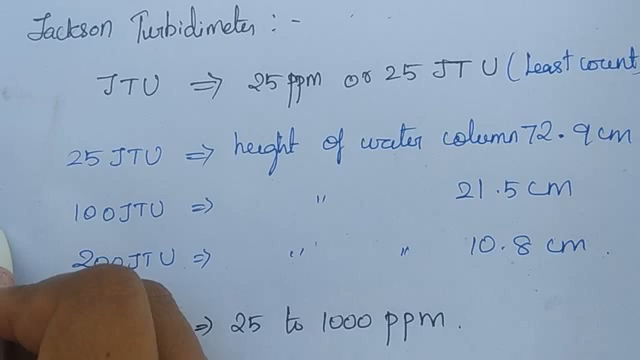 Jackson Turbidimeter :-
JTU ⇒ 25 ppm or 25 JTU (Least count
25 JTU ⇒ height of water column 72.9 cm
100 JTU ⇒ " 21.5 cm
200 JTU ⇒ " " 10.8 cm.
⇒ 25 to 1000 ppm.